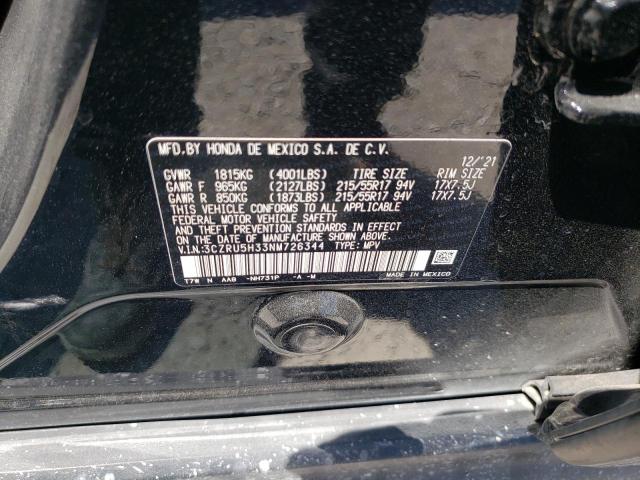 MFD.BY HONDA DE MEXICO S.A. DE C.V.
12/'21
GVWR 1815KG (4001LBS) TIRE SIZE RIM SIZE
GAWR F 965KG (2127LBS) 215/55R17 94V 17X7.5J
GAWR R 850KG (1873LBS) 215/55R17 94V 17X7.5J
THIS VEHICLE CONFORMS TO ALL APPLICABLE
FEDERAL MOTOR VEHICLE SAFETY
AND THEFT PREVENTION STANDARDS IN EFFECT
ON THE DATE OF MANUFACTURE SHOWN ABOVE.
V.I.N.:3CZRU5H33NM726344 TYPE: MPV
T7W N AAB -NH731P -A -M MADE IN MEXICO